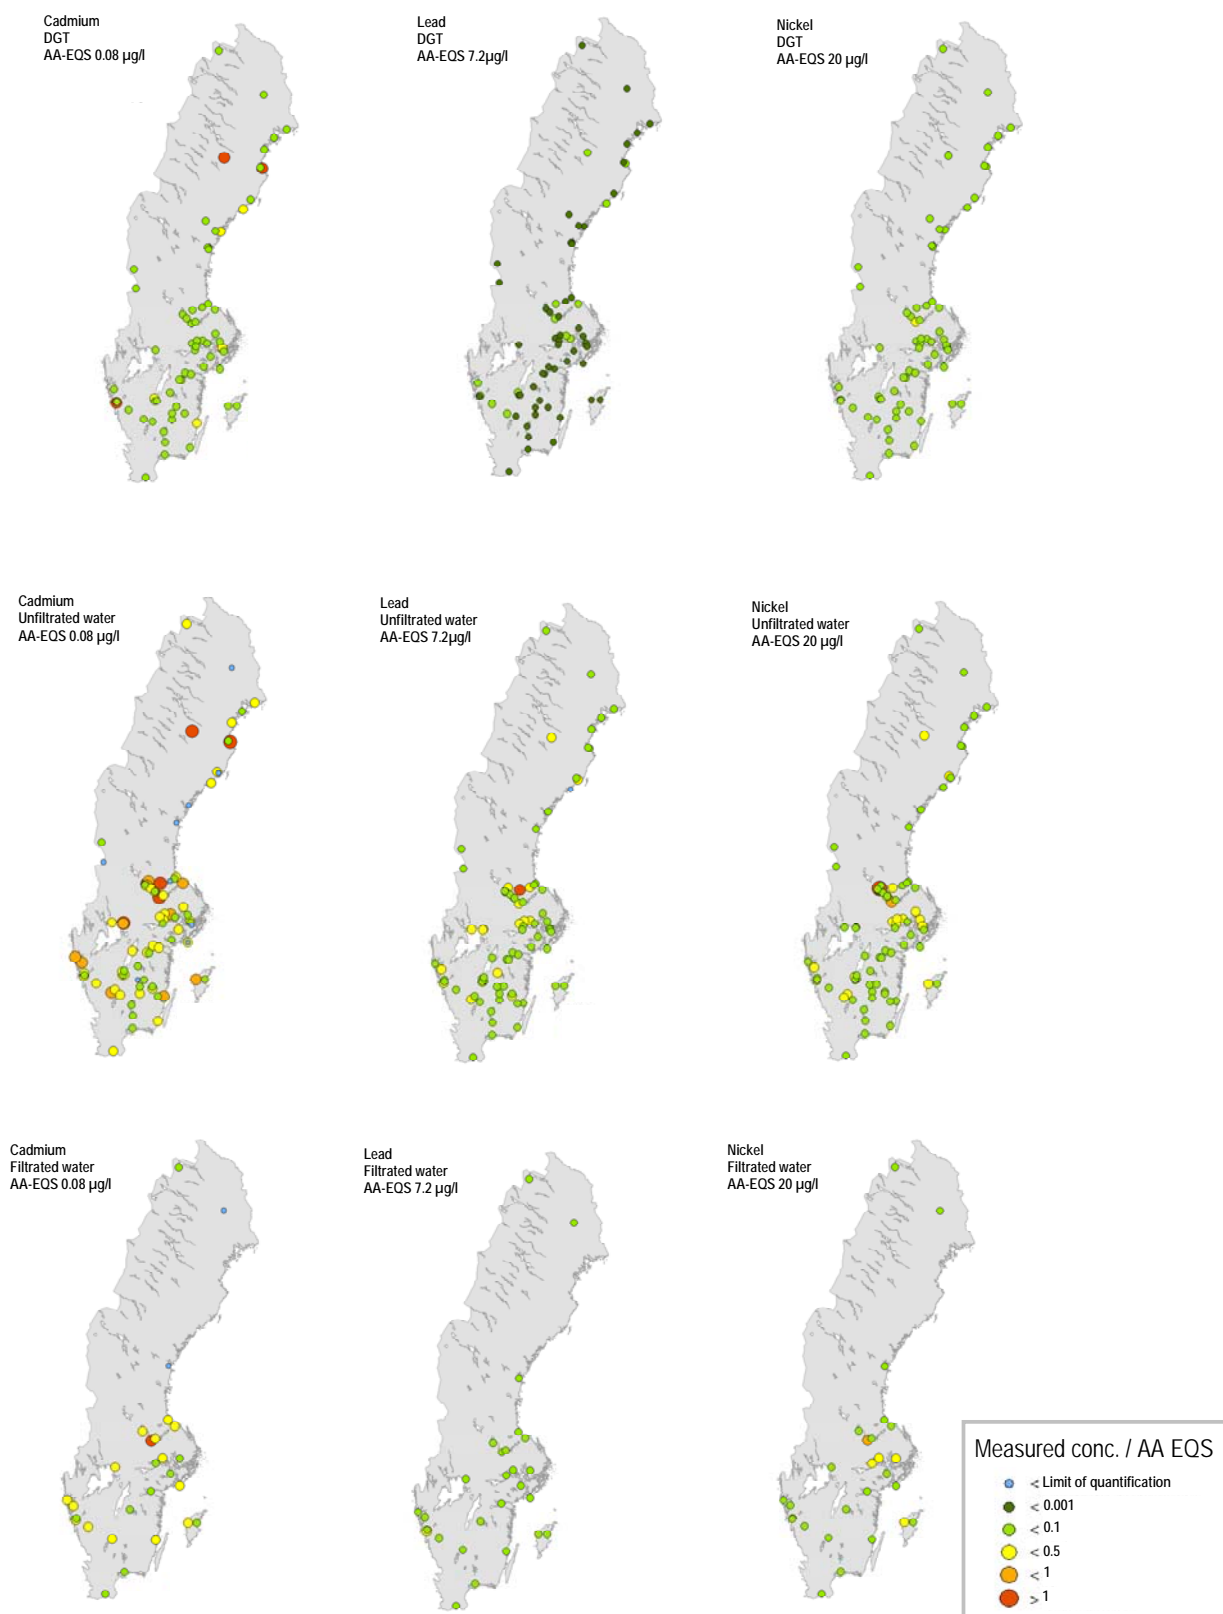 Cadmium
DGT
AA-EQS 0.08 µg/l
Lead
DGT
AA-EQS 7.2µg/l
Nickel
DGT
AA-EQS 20 µg/l
Cadmium
Unfiltrated water
AA-EQS 0.08 µg/l
Lead
Unfiltrated water
AA-EQS 7.2µg/l
Nickel
Unfiltrated water
AA-EQS 20 µg/l
Cadmium
Filtrated water
AA-EQS 0.08 µg/l
Lead
Filtrated water
AA-EQS 7.2 µg/l
Nickel
Filtrated water
AA-EQS 20 µg/l
Measured conc. / AA EQS
< Limit of quantification
< 0.001
< 0.1
< 0.5
< 1
> 1